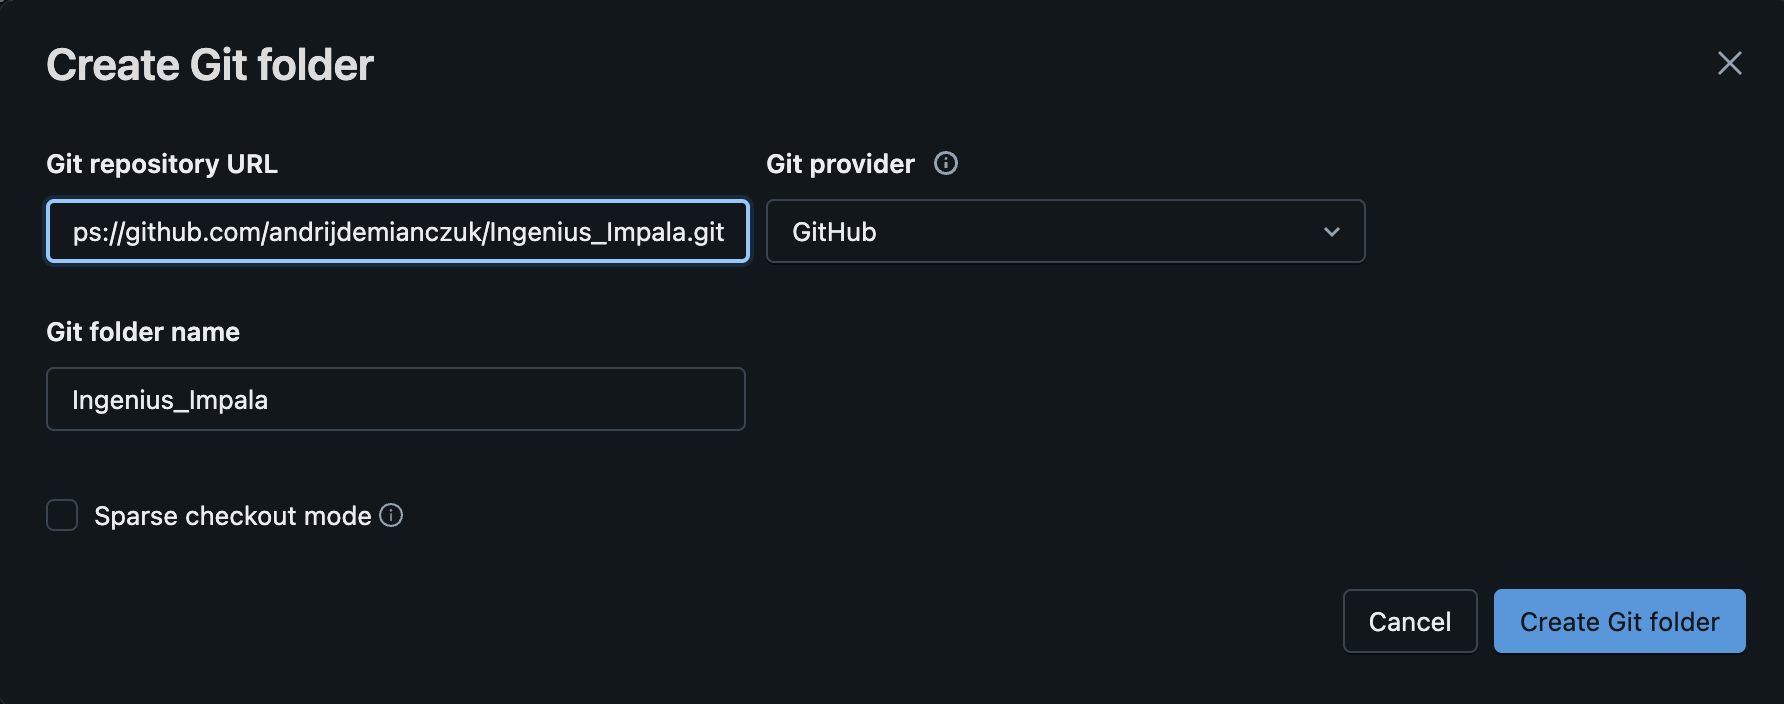 Create Git folder
Git repository URL
Git provider
ps://github.com/andrijdemianczuk/Ingenius_Impala.git
GitHub
Git folder name
Ingenius_Impala
Sparse checkout mode
Cancel
Create Git folder